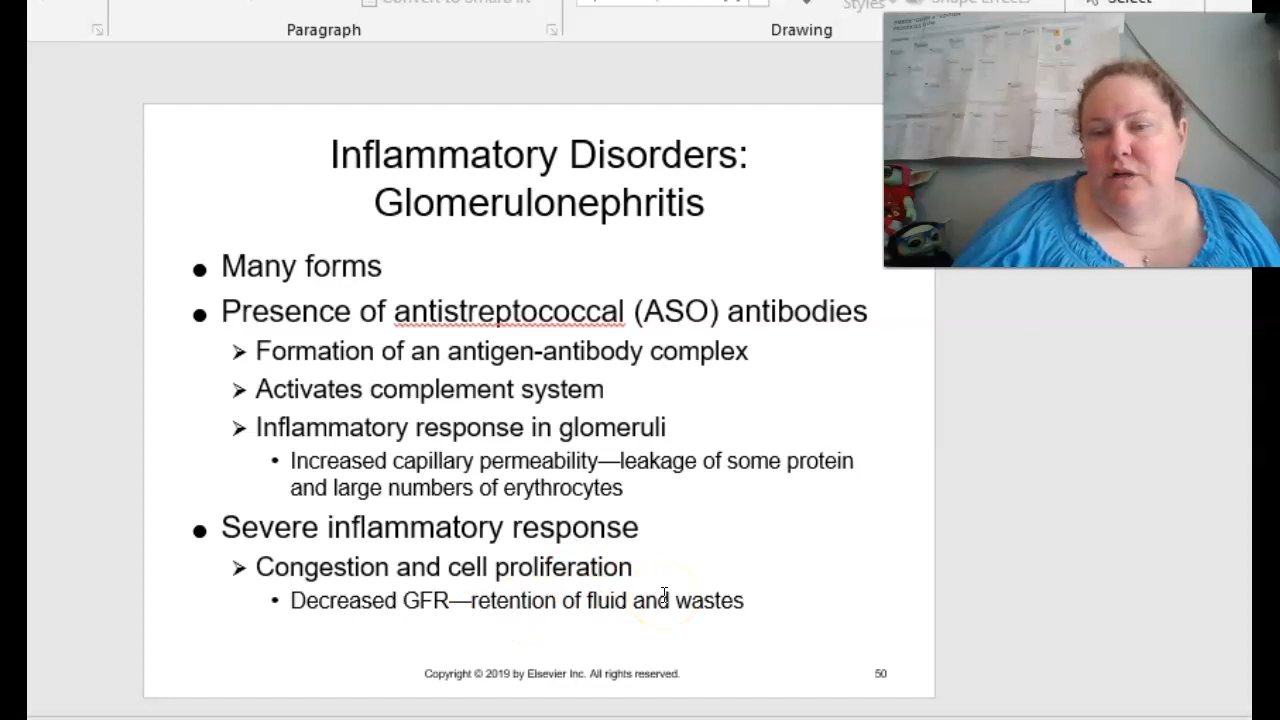 Paragraph
Drawing
Select
Inflammatory Disorders:
Glomerulonephritis
● Many forms
● Presence of antistreptococcal (ASO) antibodies
➢ Formation of an antigen-antibody complex
➢ Activates complement system
➢ Inflammatory response in glomeruli
• Increased capillary permeability—leakage of some protein
and large numbers of erythrocytes
● Severe inflammatory response
➢ Congestion and cell proliferation
• Decreased GFR—retention of fluid and wastes
Copyright © 2019 by Elsevier Inc. All rights reserved.
50